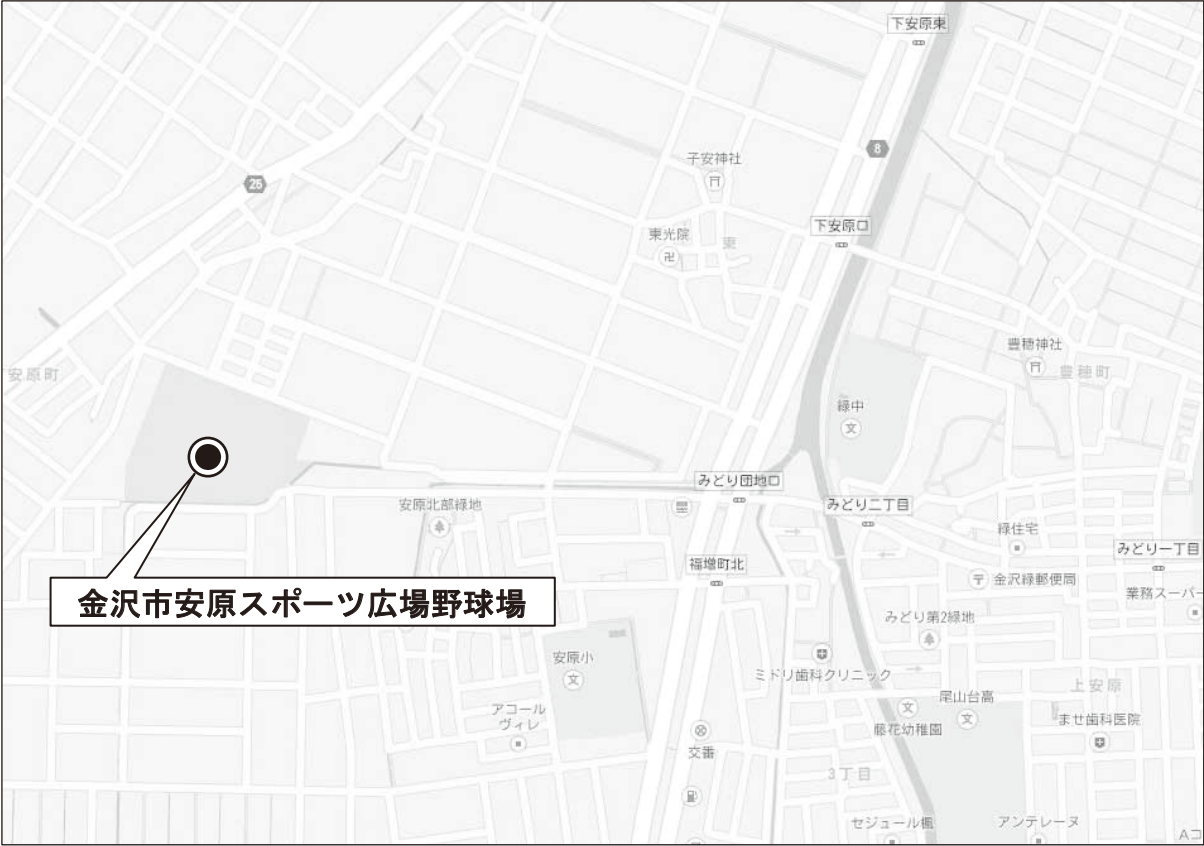 下安原東
8
子安神社
26
下安原口
東光院
東
豊穂神社
安原町
豊穂町
緑中
文
みどり団地口
安原北部緑地
みどり二丁目
緑住宅
みどり一丁目
福増町北
〒 金沢緑郵便局
業務スーパー
金沢市安原スポーツ広場野球場
みどり第2緑地
安原小
文
ミドリ歯科クリニック
上安原
尾山台高
文
文
アコール
ヴィレ
藤花幼稚園
ませ歯科医院
交番
3丁目
セジュール楓
アンテレーヌ
Aコ